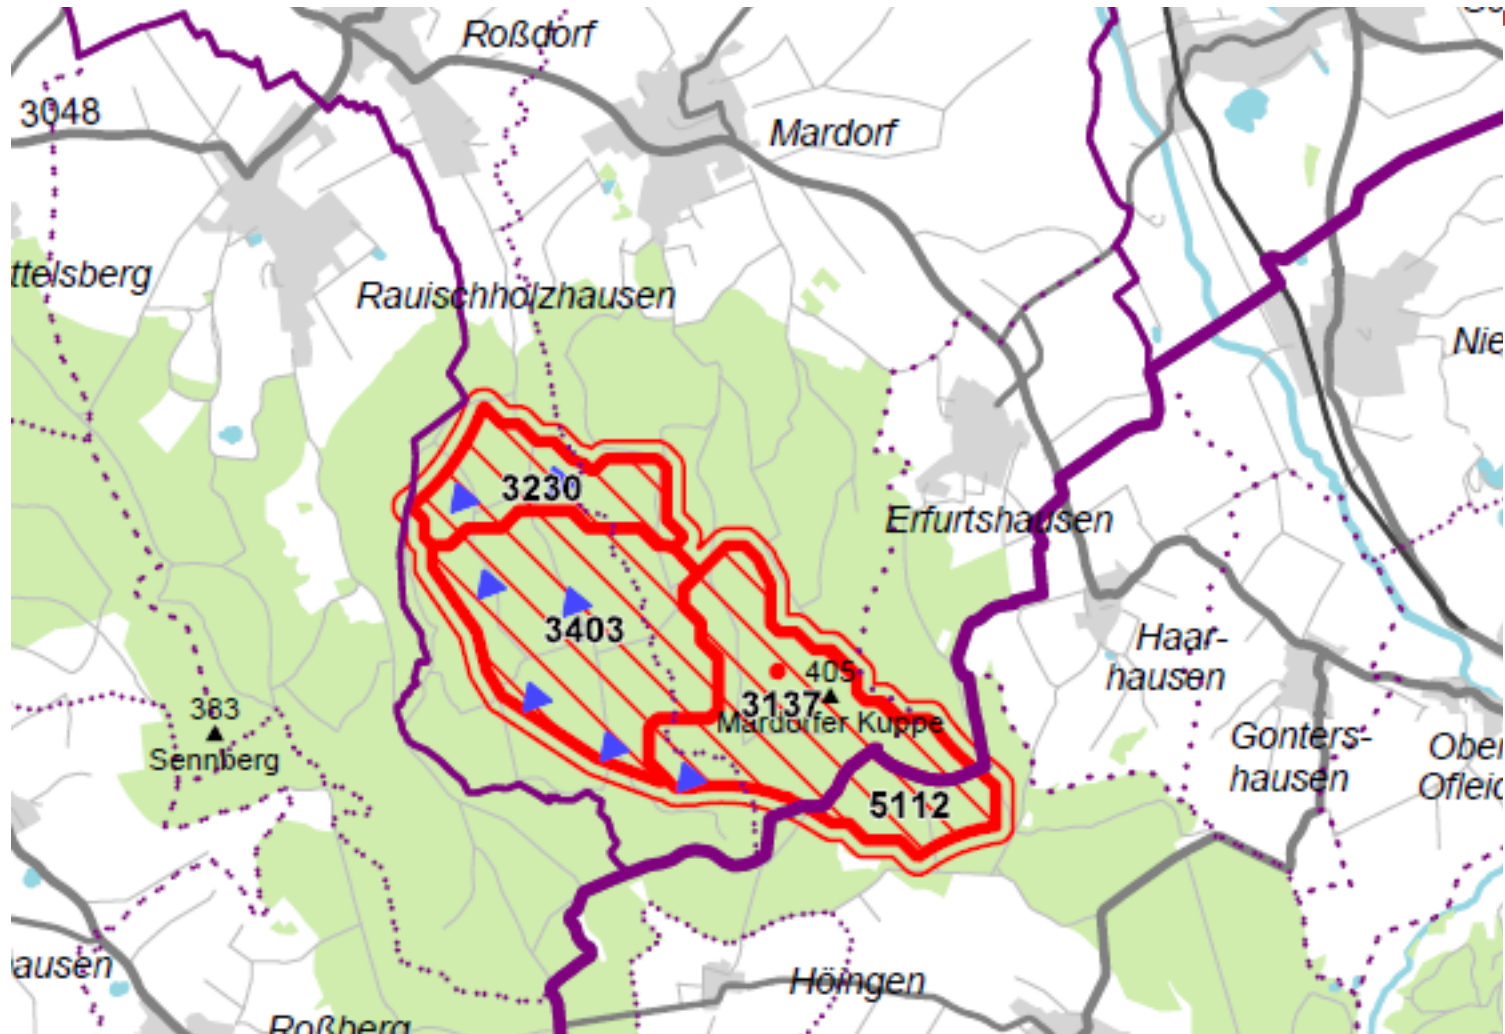 Roßdorf
3048
Mardorf
ttelsberg
Rauischholzhausen
Nie
3230
Erfurtshausen
3403
Haar-
hausen
405
3137
Mardorfer Kuppe
383
Sennberg
Gonters-
hausen
Ober
Ofleid
5112
ausen
Höingen
Roßberg